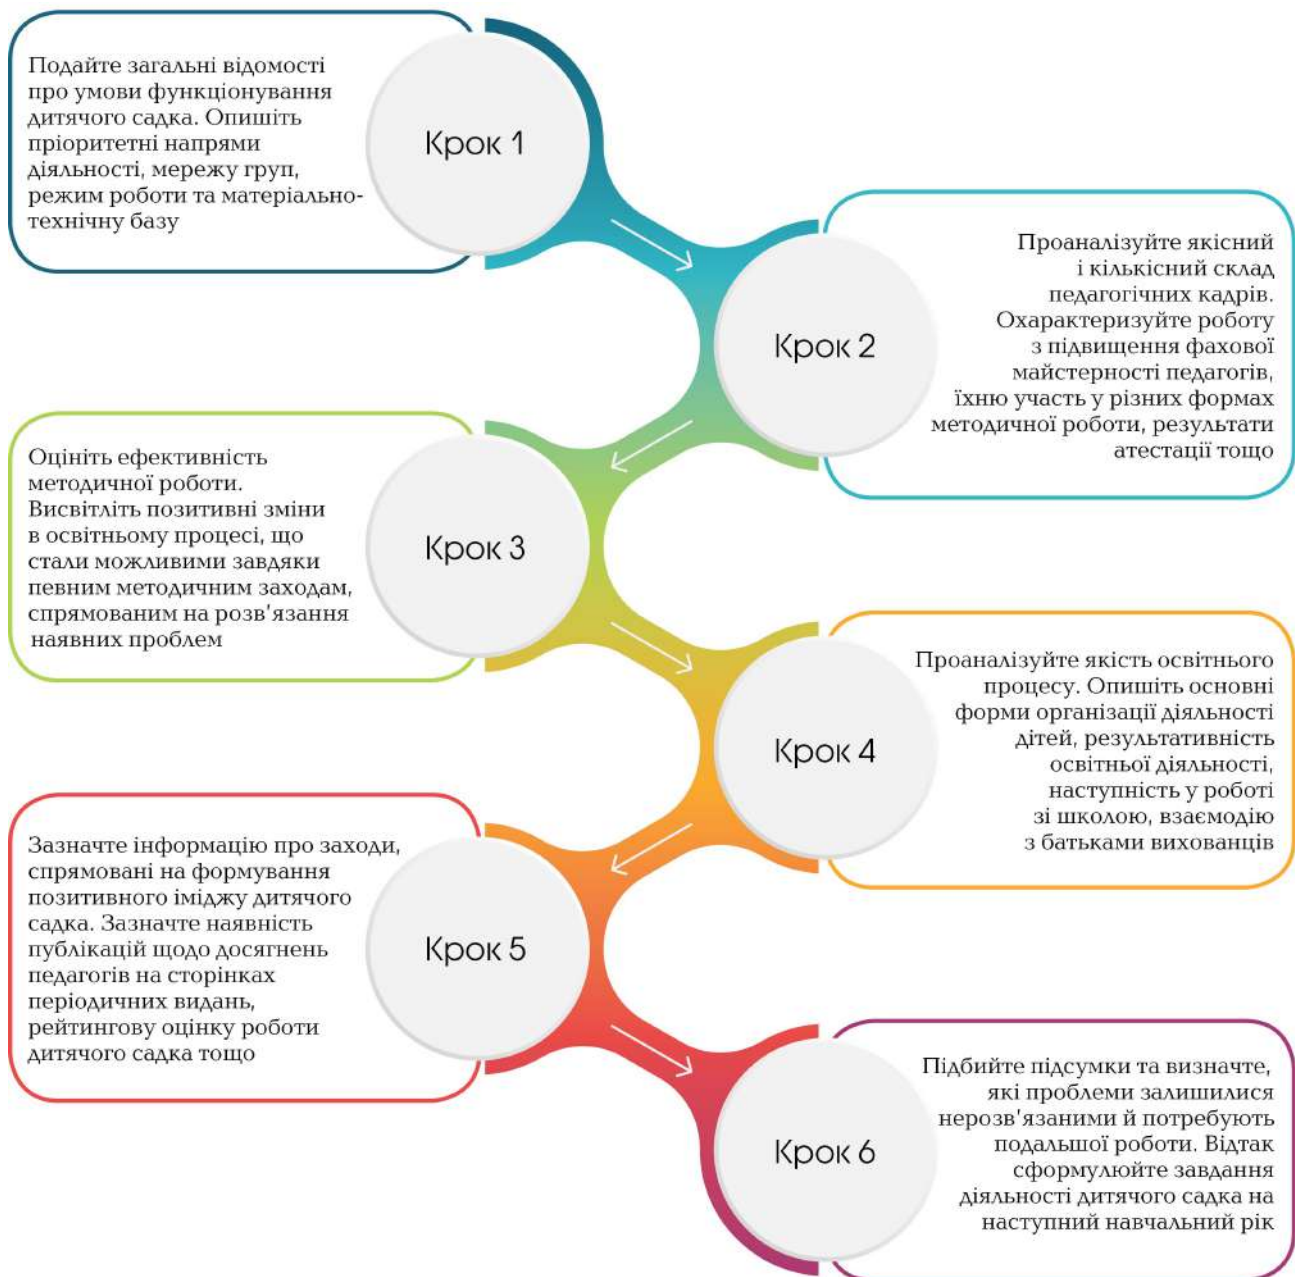 Подайте загальні відомості
про умови функціонування
дитячого садка. Опишіть
пріоритетні напрями
діяльності, мережу груп,
режим роботи та матеріально-
технічну базу
Крок 1
Проаналізуйте якісний
і кількісний склад
педагогічних кадрів.
Охарактеризуйте роботу
з підвищення фахової
майстерності педагогів,
їхню участь у різних формах
методичної роботи, результати
атестації тощо
Крок 2
Оцініть ефективність
методичної роботи.
Висвітліть позитивні зміни
в освітньому процесі, що
стали можливими завдяки
певним методичним заходам,
спрямованим на розв'язання
наявних проблем
Крок 3
Проаналізуйте якість освітнього
процесу. Опишіть основні
форми організації діяльності
дітей, результативність
освітньої діяльності,
наступність у роботі
зі школою, взаємодію
з батьками вихованців
Крок 4
Зазначте інформацію про заходи,
спрямовані на формування
позитивного іміджу дитячого
садка. Зазначте наявність
публікацій щодо досягнень
педагогів на сторінках
періодичних видань,
рейтингову оцінку роботи
дитячого садка тощо
Крок 5
Підбийте підсумки та визначте,
які проблеми залишилися
нерозв'язаними й потребують
подальшої роботи. Відтак
сформулюйте завдання
діяльності дитячого садка на
наступний навчальний рік
Крок 6